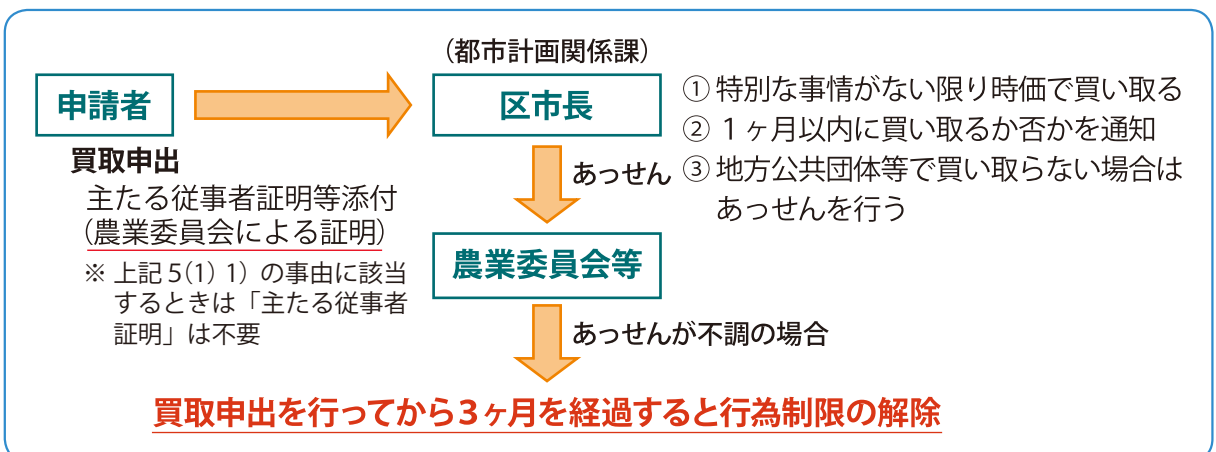 (都市計画関係課)
申請者
区市長
買取申出
主たる従事者証明等添付
(農業委員会による証明)
※ 上記5(1) 1) の事由に該当
するときは「主たる従事者
証明」は不要
① 特別な事情がない限り時価で買い取る
② 1ヶ月以内に買い取るか否かを通知
③ 地方公共団体等で買い取らない場合は
あっせんを行う
あっせん
農業委員会等
あっせんが不調の場合
買取申出を行ってから3ヶ月を経過すると行為制限の解除